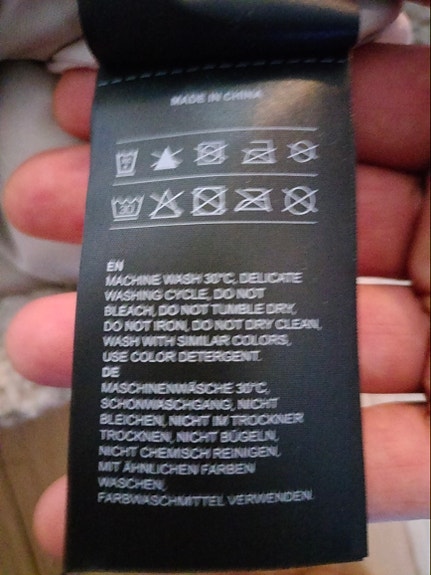 MADE IN CHINA
30
EN
MACHINE WASH 30°C, DELICATE
WASHING CYCLE, DO NOT
BLEACH, DO NOT TUMBLE DRY,
DO NOT IRON, DO NOT DRY CLEAN,
WASH WITH SIMILAR COLORS,
USE COLOR DETERGENT.
DE
MASCHINENWÄSCHE 30°C,
SCHONWASCHGANG, NICHT
BLEICHEN, NICHT IM TROCKNER
TROCKNEN, NICHT BÜGELN,
NICHT CHEMISCH REINIGEN,
MIT ÄHNLICHEN FARBEN
WASCHEN,
FARBWASCHMITTEL VERWENDEN.